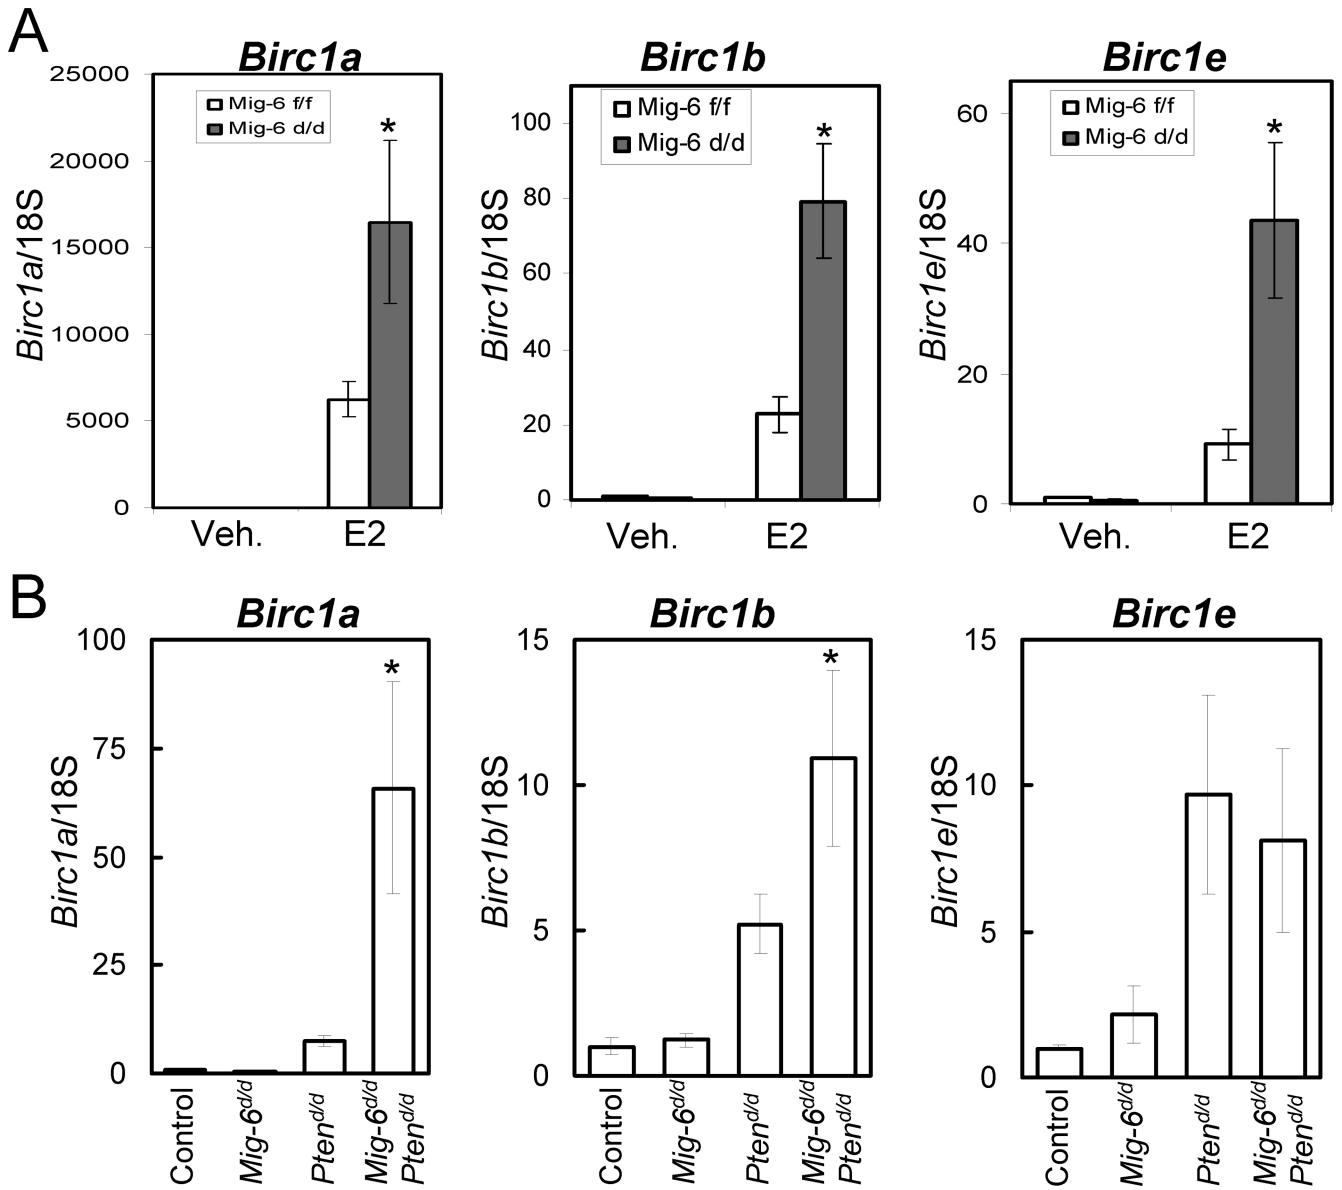 A
Birc1a
Birc1a/18S
25000
20000
15000
10000
5000
0
Mig-6 f/f
Mig-6 d/d
*
Veh.
E2
Birc1b
Birc1b/18S
100
80
60
40
20
0
Mig-6 f/f
Mig-6 d/d
*
Veh.
E2
Birc1e
Birc1e/18S
60
40
20
0
Mig-6 f/f
Mig-6 d/d
*
Veh.
E2
B
Birc1a
Birc1a/18S
100
75
50
25
0
*
Control
Mig-6d/d
Ptend/d
Mig-6d/d
Ptend/d
Birc1b
Birc1b/18S
15
10
5
0
*
Control
Mig-6d/d
Ptend/d
Mig-6d/d
Ptend/d
Birc1e
Birc1e/18S
15
10
5
0
Control
Mig-6d/d
Ptend/d
Mig-6d/d
Ptend/d